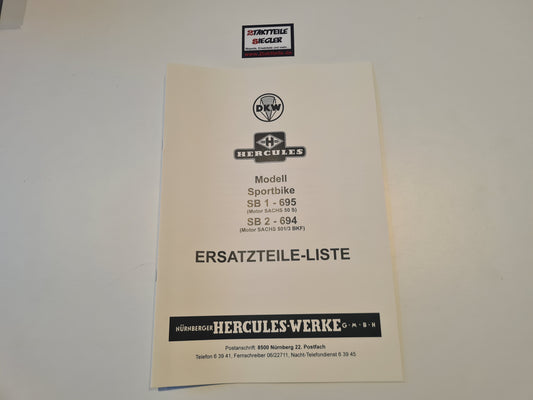 2TAKTTEILE
SIEGLER
DKW
HERCULES
Modell
Sportbike
SB 1 - 695
(Motor SACHS 50 S)
SB 2 - 694
(Motor SACHS 501/3 BKF)
ERSATZTEILE-LISTE
NÜRNBERGER HERCULES-WERKE G·M·B·H
Postanschrift: 8500 Nürnberg 22. Postfach
Telefon 6 39 41, Fernschreiber 06/22711, Nacht-Telefondienst 6 39 45